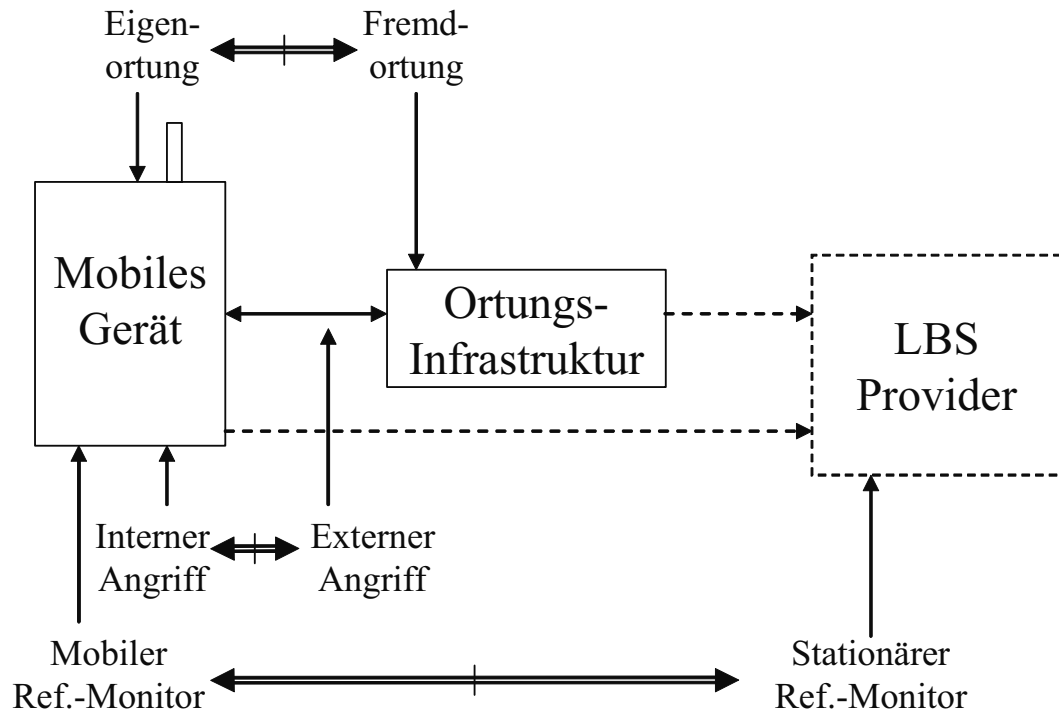 Eigen-
ortung
Fremd-
ortung
Mobiles
Gerät
Ortungs-
Infrastruktur
LBS
Provider
Interner
Angriff
Externer
Angriff
Mobiler
Ref.-Monitor
Stationärer
Ref.-Monitor